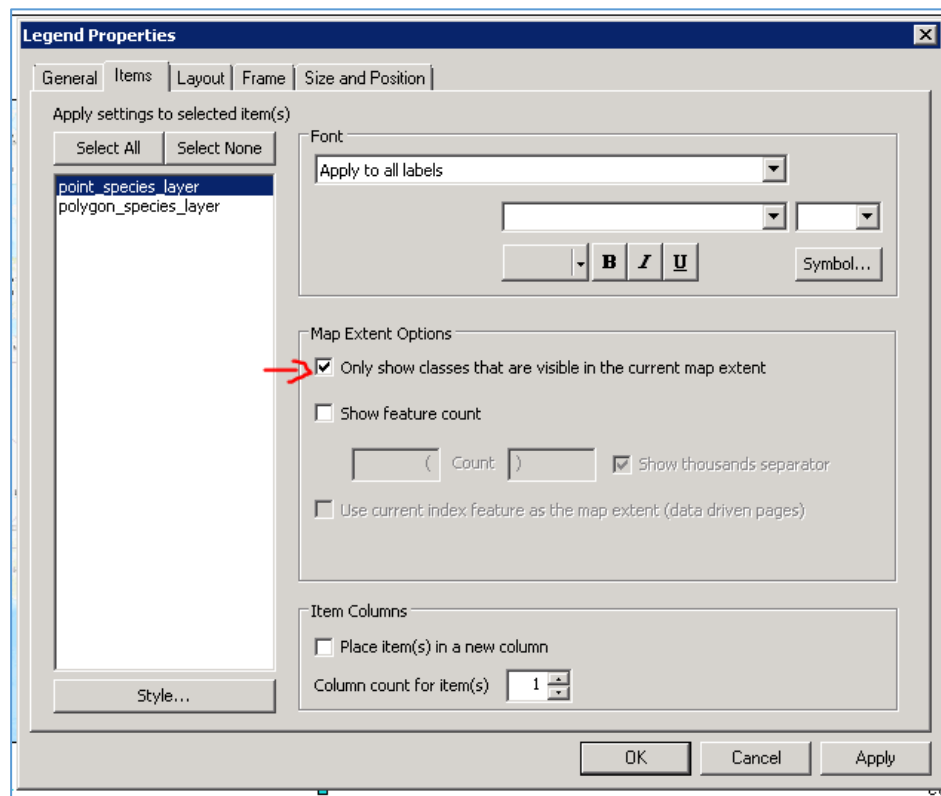 Legend Properties
General Items Layout Frame Size and Position
Apply settings to selected item(s)
Select All Select None
point_species_layer
polygon_species_layer
Style...
Font
Apply to all labels
B I U Symbol...
Map Extent Options
Only show classes that are visible in the current map extent
Show feature count
( Count ) Show thousands separator
Use current index feature as the map extent (data driven pages)
Item Columns
Place item(s) in a new column
Column count for item(s) 1
OK Cancel Apply